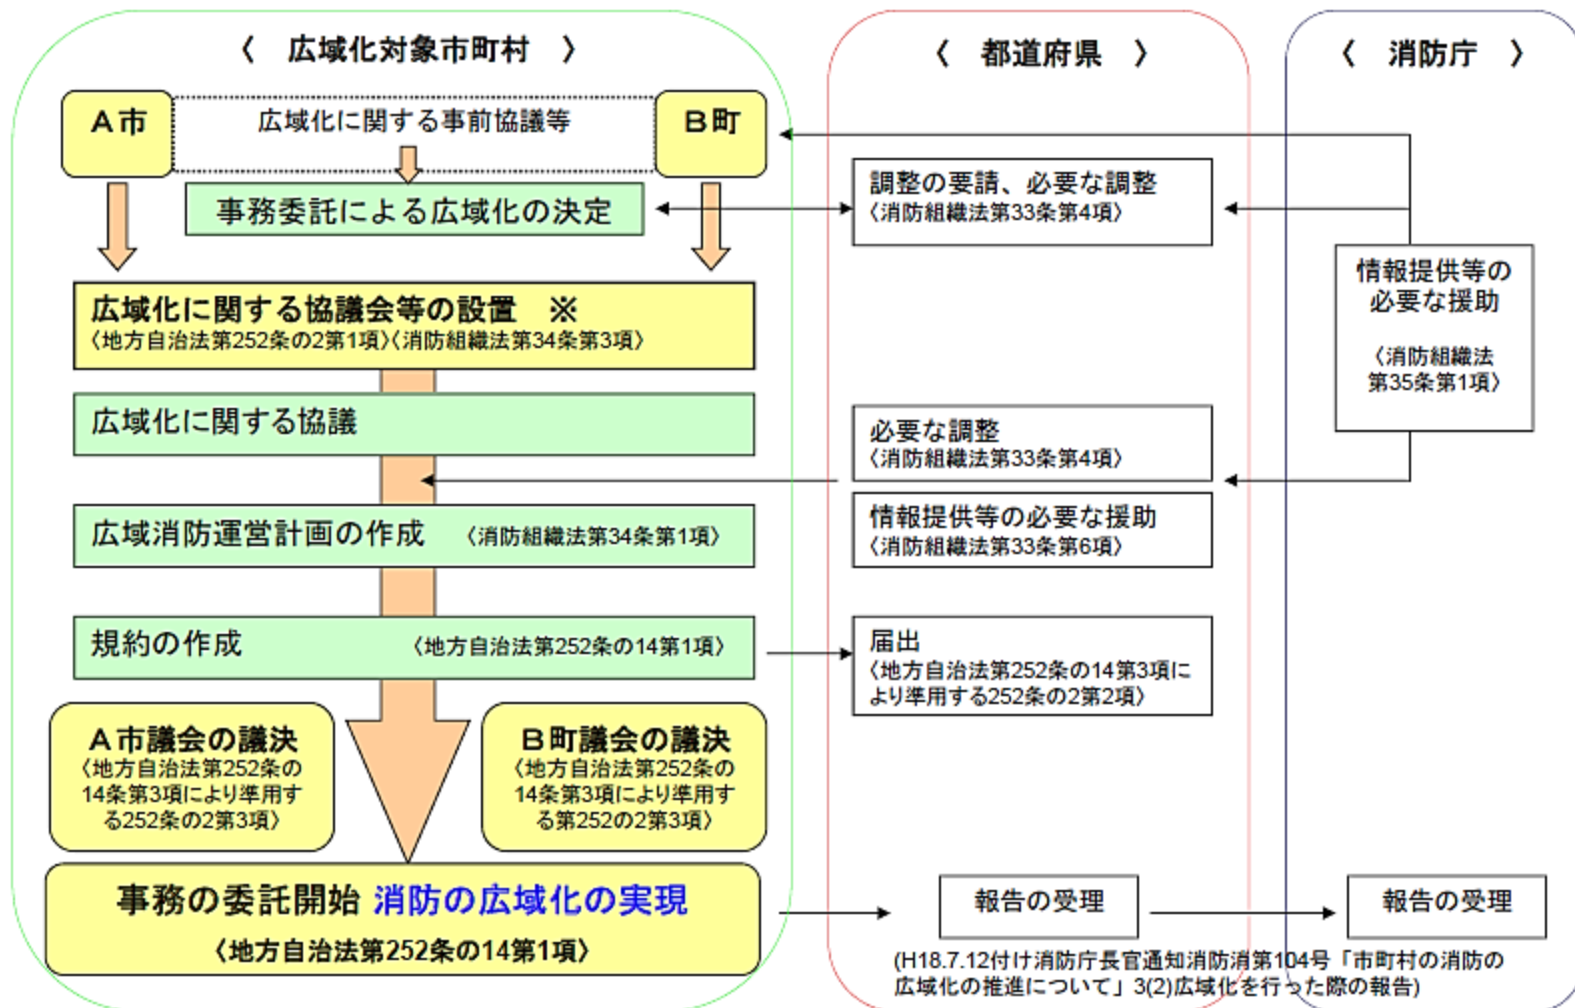 〈 広域化対象市町村 〉
A市
広域化に関する事前協議等
B町
事務委託による広域化の決定
広域化に関する協議会等の設置 ※
〈地方自治法第252条の2第1項〉〈消防組織法第34条第3項〉
広域化に関する協議
広域消防運営計画の作成 〈消防組織法第34条第1項〉
規約の作成 〈地方自治法第252条の14第1項〉
A市議会の議決
〈地方自治法第252条の
14条第3項により準用す
る252条の2第3項〉
B町議会の議決
〈地方自治法第252条の
14条第3項により準用す
る第252の2第3項〉
事務の委託開始 消防の広域化の実現
〈地方自治法第252条の14第1項〉
〈 都道府県 〉
調整の要請、必要な調整
〈消防組織法第33条第4項〉
必要な調整
〈消防組織法第33条第4項〉
情報提供等の必要な援助
〈消防組織法第33条第6項〉
届出
〈地方自治法第252条の14第3項に
より準用する252条の2第2項〉
報告の受理
〈 消防庁 〉
情報提供等の
必要な援助
〈消防組織法
第35条第1項〉
報告の受理
(H18.7.12付け消防庁長官通知消防消第104号「市町村の消防の
広域化の推進について」3(2)広域化を行った際の報告)